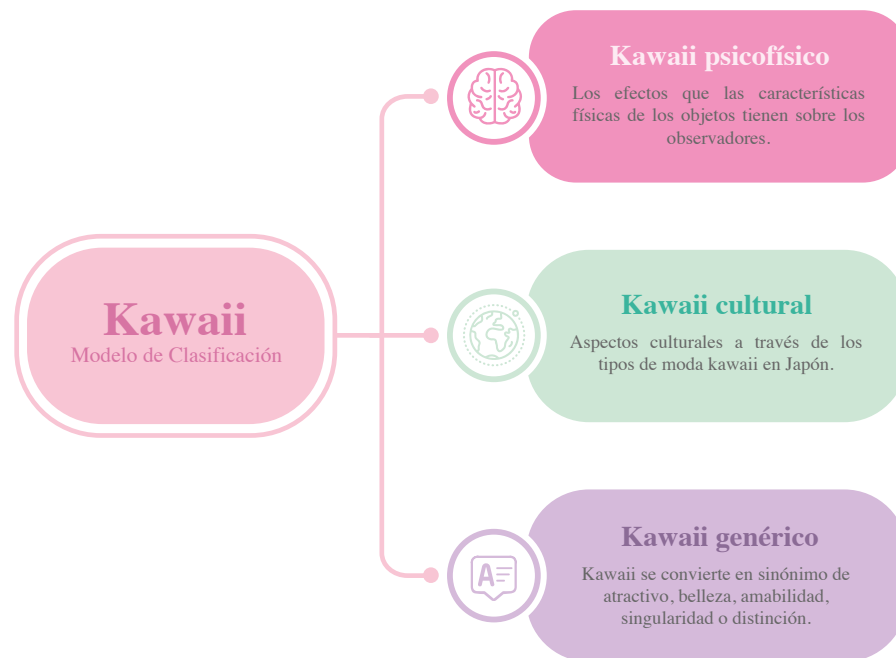 Kawaii psicofísico
Los efectos que las características
físicas de los objetos tienen sobre los
observadores.
Kawaii
Modelo de Clasificación
Kawaii cultural
Aspectos culturales a través de los
tipos de moda kawaii en Japón.
Kawaii genérico
Kawaii se convierte en sinónimo de
atractivo, belleza, amabilidad,
singularidad o distinción.
A